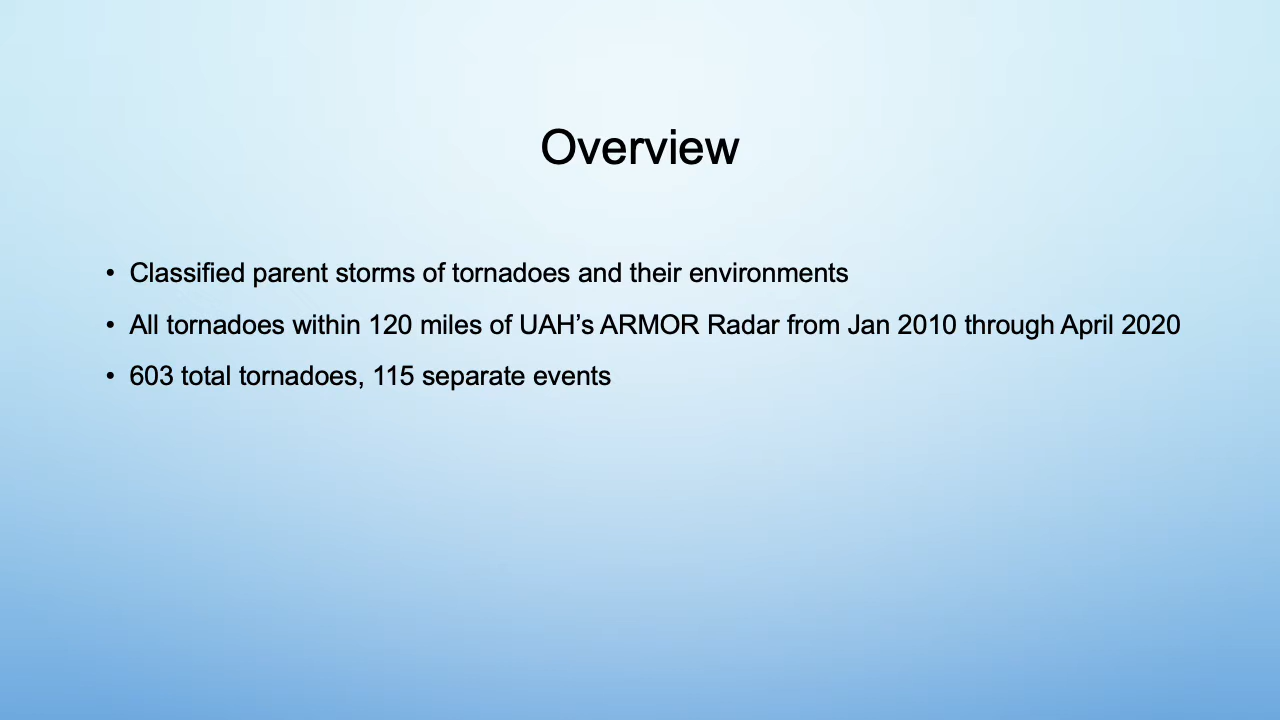 Overview
• Classified parent storms of tornadoes and their environments
• All tornadoes within 120 miles of UAH’s ARMOR Radar from Jan 2010 through April 2020
• 603 total tornadoes, 115 separate events